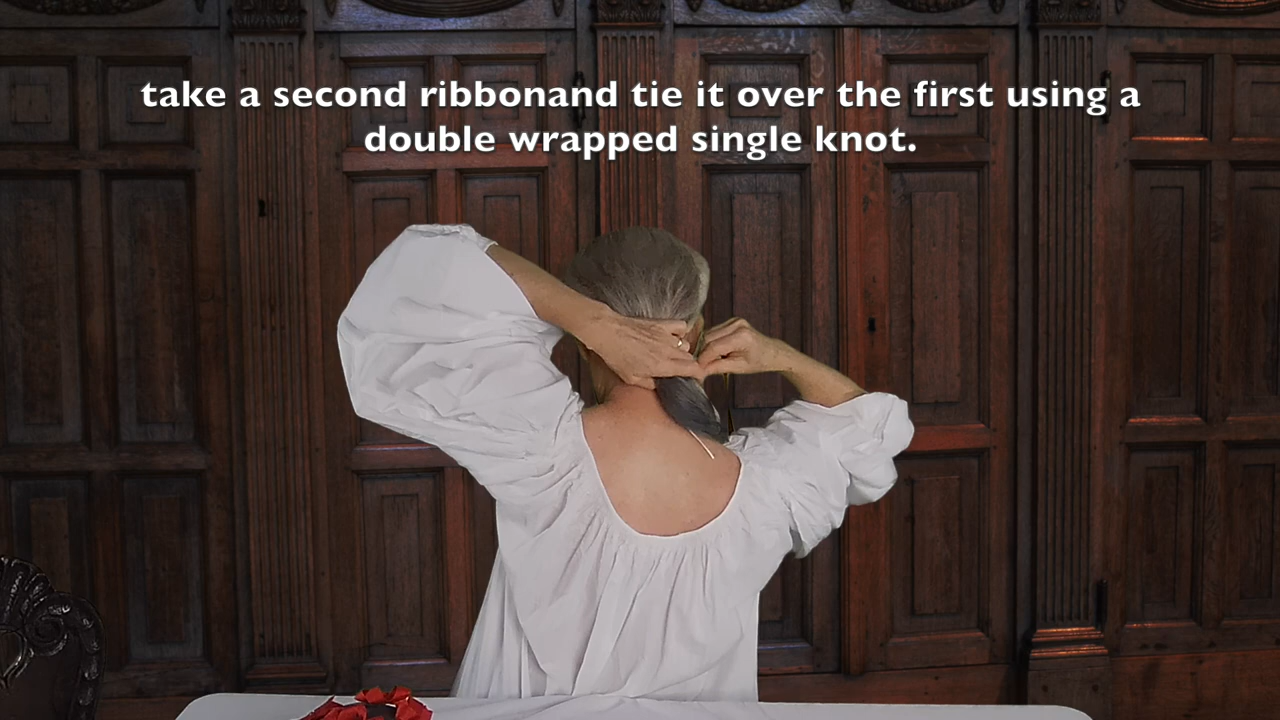 take a second ribbonand tie it over the first using a
double wrapped single knot.